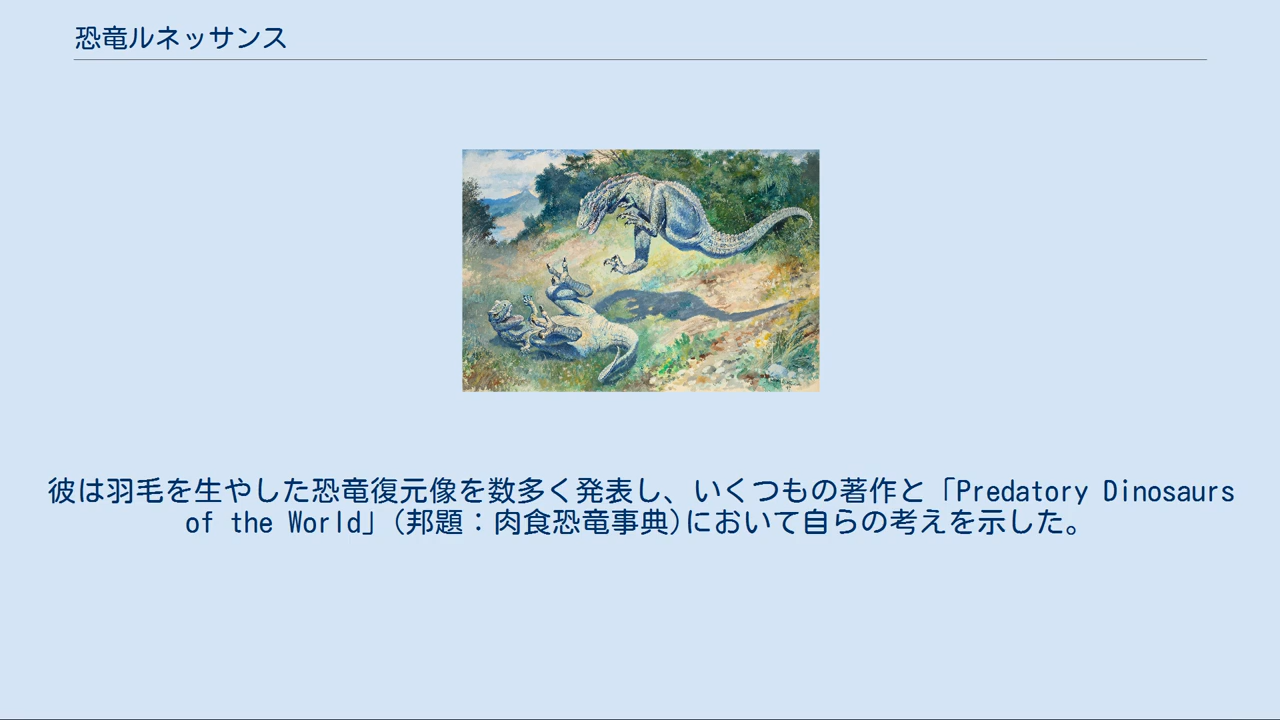 恐竜ルネッサンス
彼は羽毛を生やした恐竜復元像を数多く発表し、いくつもの著作と「Predatory Dinosaurs
of the World」(邦題：肉食恐竜事典)において自らの考えを示した。